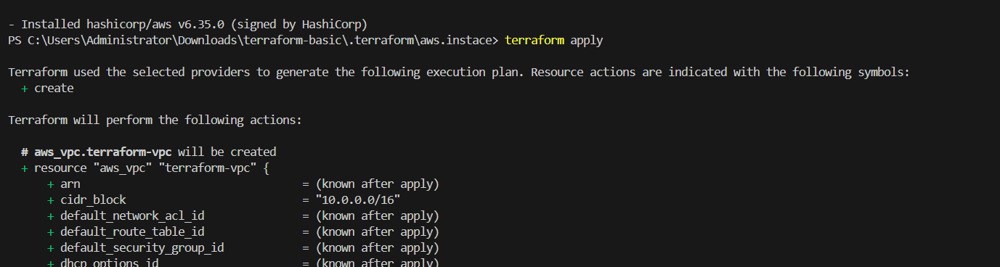 - Installed hashicorp/aws v6.35.0 (signed by HashiCorp)
PS C:\Users\Administrator\Downloads\terraform-basic\.terraform\aws.instace> terraform apply
Terraform used the selected providers to generate the following execution plan. Resource actions are indicated with the following symbols:
+ create
Terraform will perform the following actions:
# aws_vpc.terraform-vpc will be created
+ resource "aws_vpc" "terraform-vpc" {
+ arn = (known after apply)
+ cidr_block = "10.0.0.0/16"
+ default_network_acl_id = (known after apply)
+ default_route_table_id = (known after apply)
+ default_security_group_id = (known after apply)
+ dhcp_options_id = (known after apply)